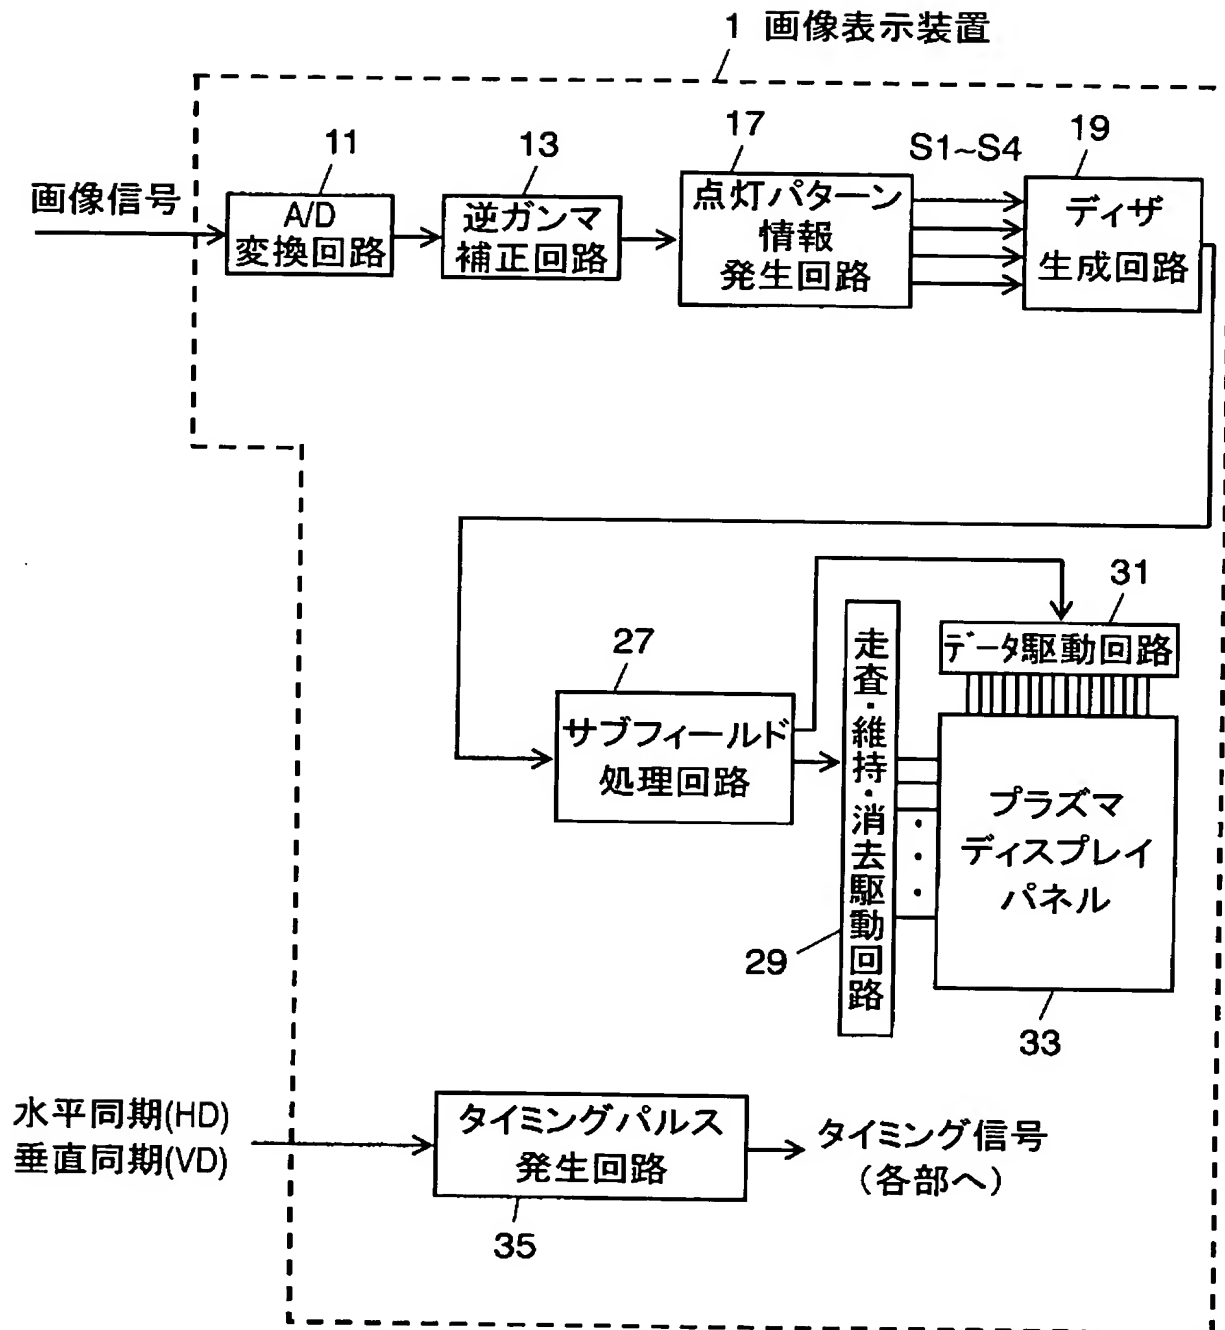 1 画像表示装置
11
13
17
S1~S4
19
画像信号
A/D
変換回路
逆ガンマ
補正回路
点灯パターン
情報
発生回路
ディザ
生成回路
31
データ駆動回路
27
サブフィールド
処理回路
走査・維持・消去駆動回路
29
プラズマ
ディスプレイ
パネル
33
水平同期(HD)
垂直同期(VD)
タイミングパルス
発生回路
35
タイミング信号
(各部へ)